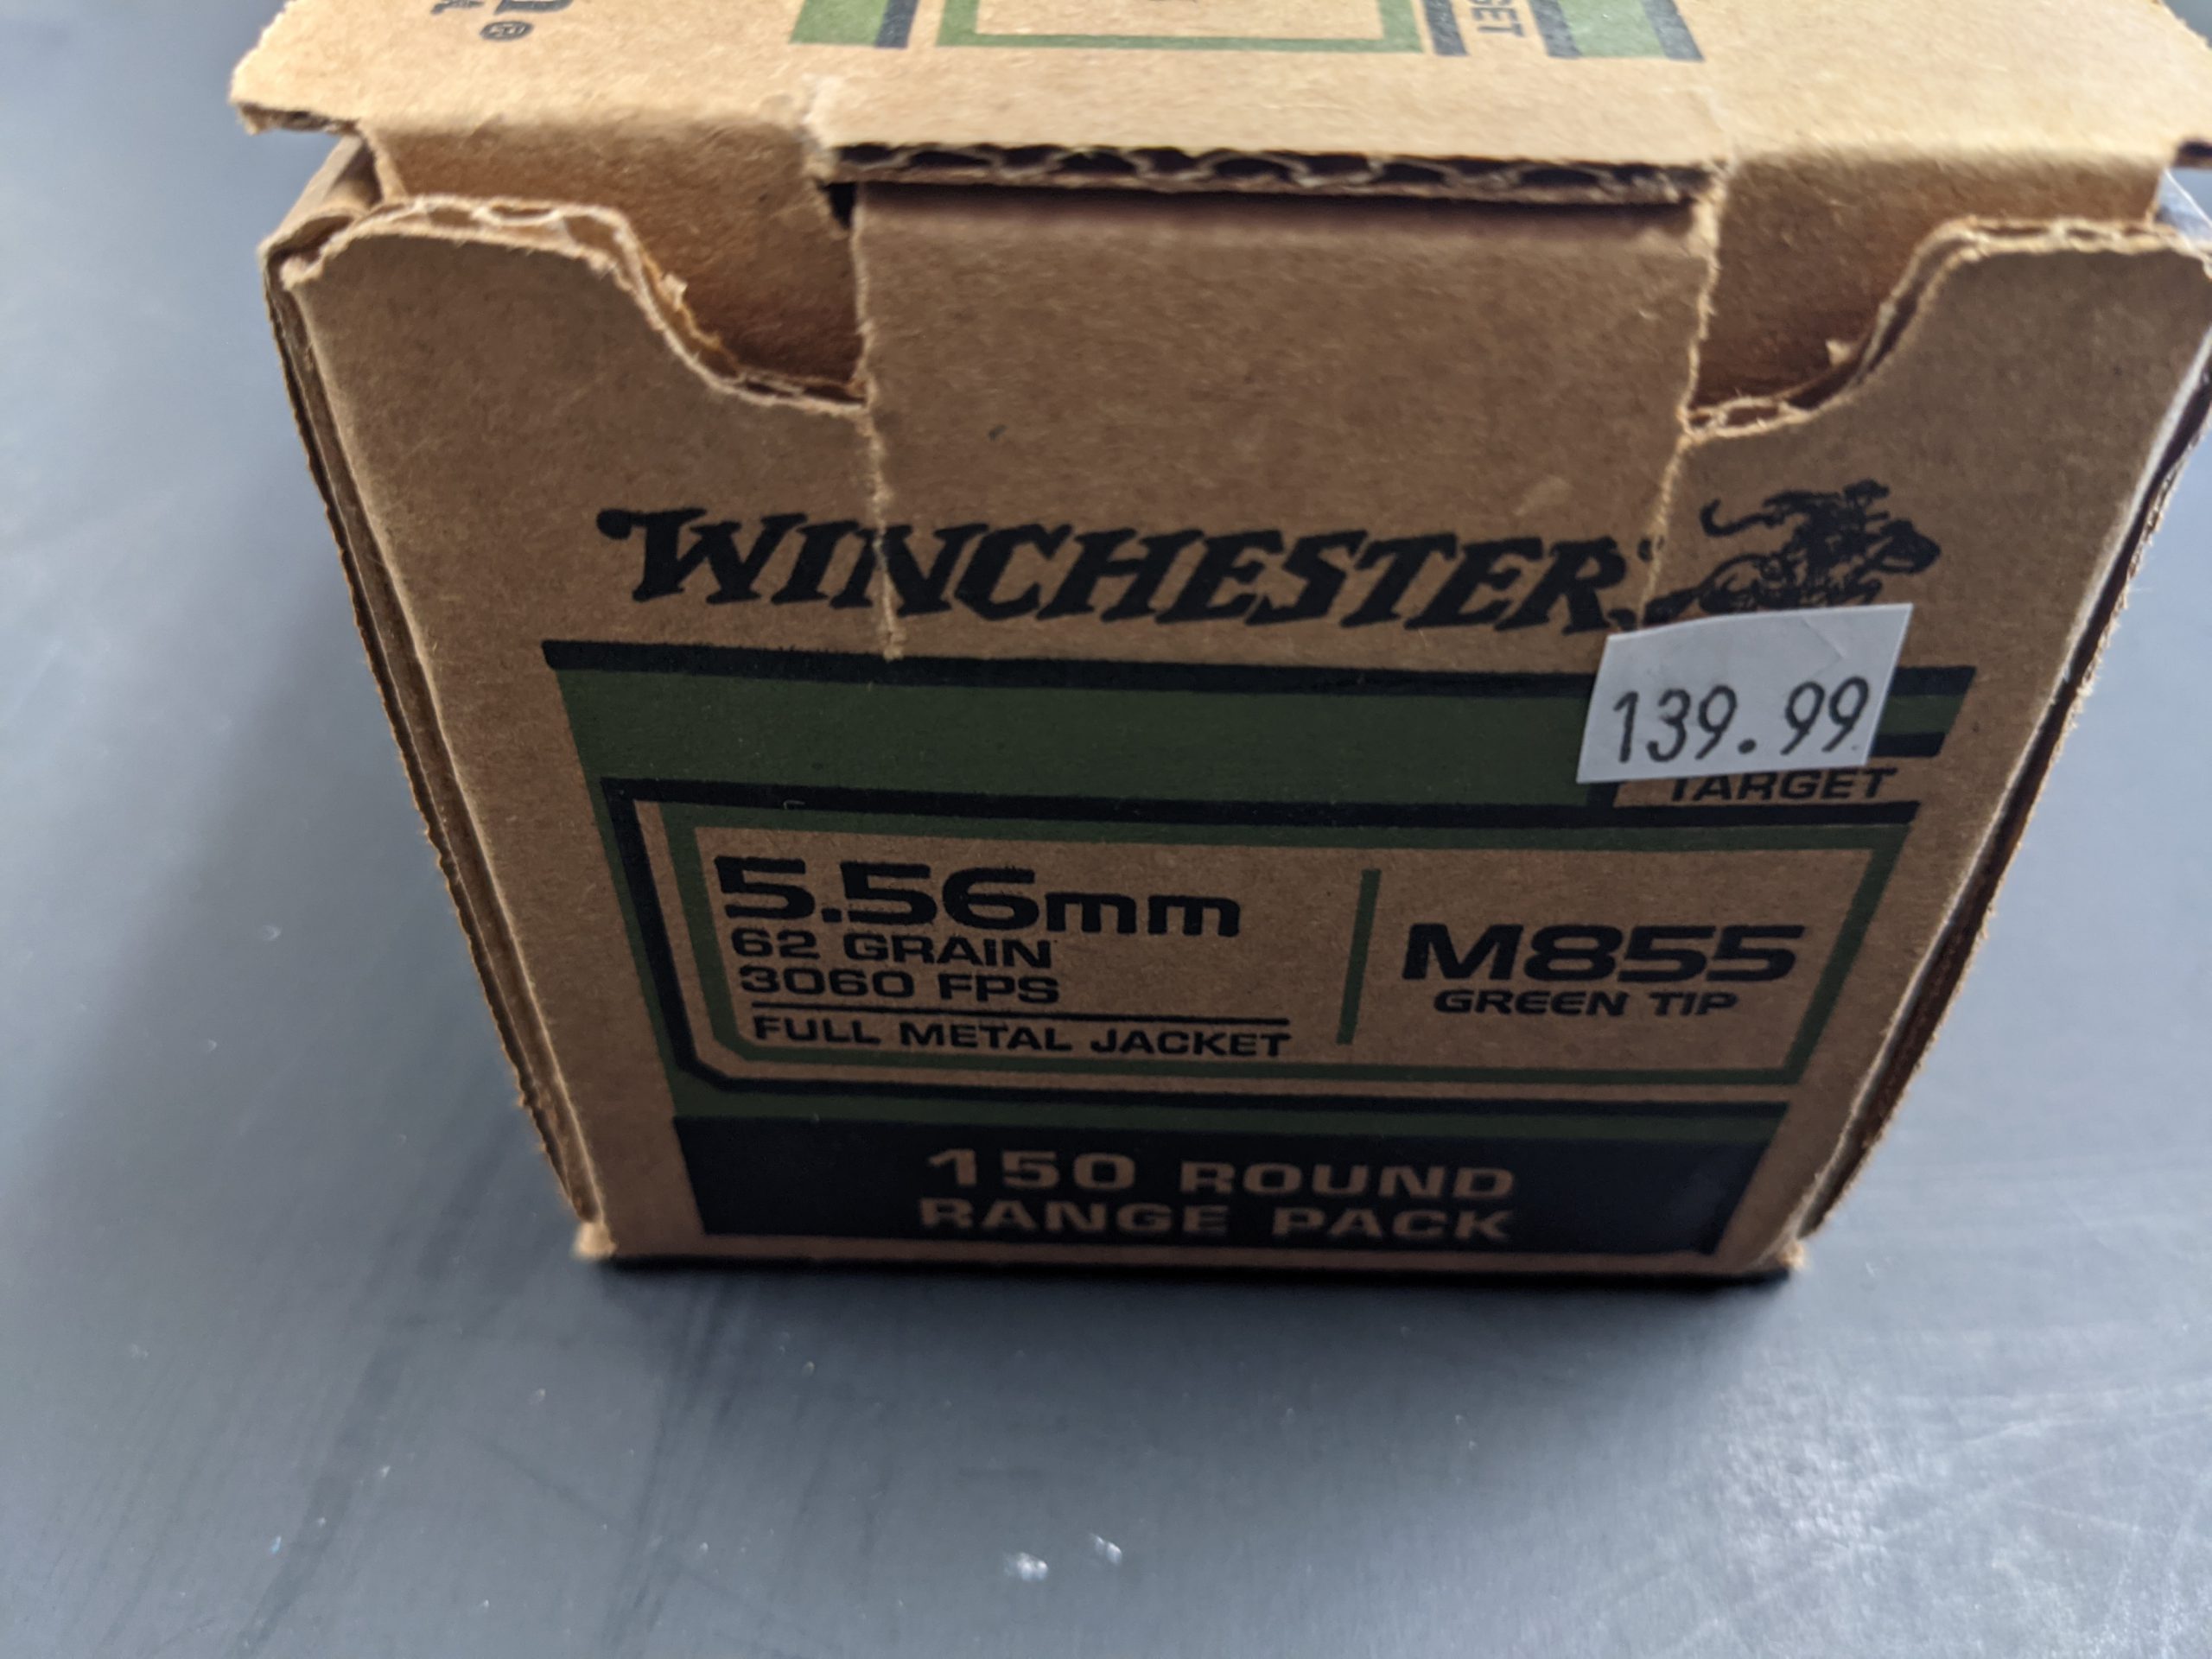 ®
GET
WINCHESTER®
139.99
TARGET
5.56mm
62 GRAIN
3060 FPS
FULL METAL JACKET
M855
GREEN TIP
150 ROUND
RANGE PACK